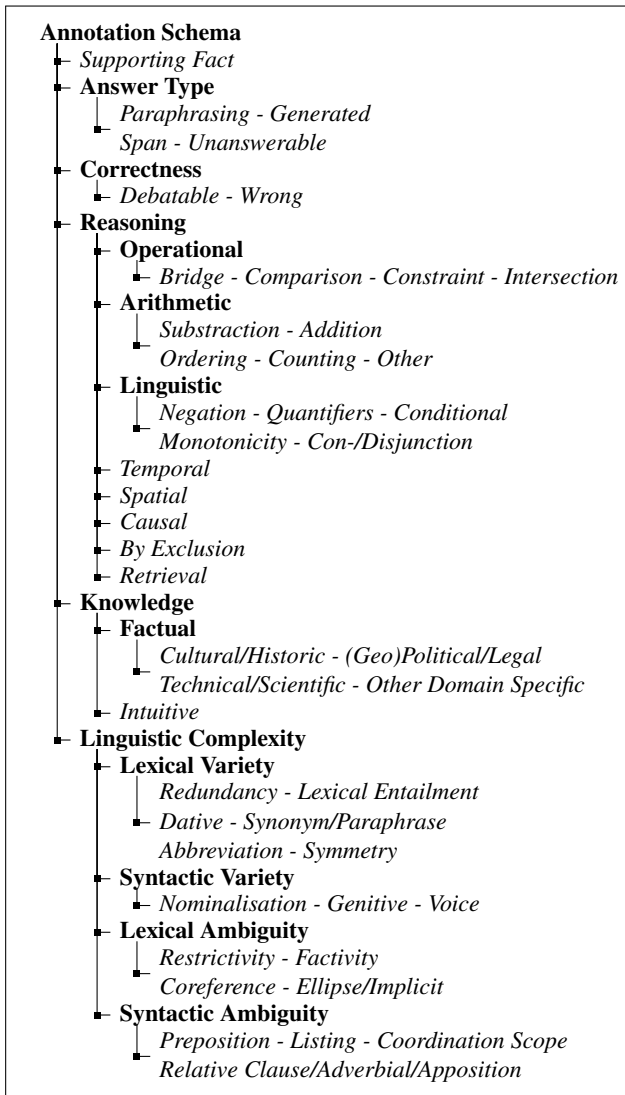 Annotation Schema
Supporting Fact
Answer Type
Paraphrasing - Generated
Span - Unanswerable
Correctness
Debatable - Wrong
Reasoning
Operational
Bridge - Comparison - Constraint - Intersection
Arithmetic
Substraction - Addition
Ordering - Counting - Other
Linguistic
Negation - Quantifiers - Conditional
Monotonicity - Con-/Disjunction
Temporal
Spatial
Causal
By Exclusion
Retrieval
Knowledge
Factual
Cultural/Historic - (Geo)Political/Legal
Technical/Scientific - Other Domain Specific
Intuitive
Linguistic Complexity
Lexical Variety
Redundancy - Lexical Entailment
Dative - Synonym/Paraphrase
Abbreviation - Symmetry
Syntactic Variety
Nominalisation - Genitive - Voice
Lexical Ambiguity
Restrictivity - Factivity
Coreference - Ellipse/Implicit
Syntactic Ambiguity
Preposition - Listing - Coordination Scope
Relative Clause/Adverbial/Apposition